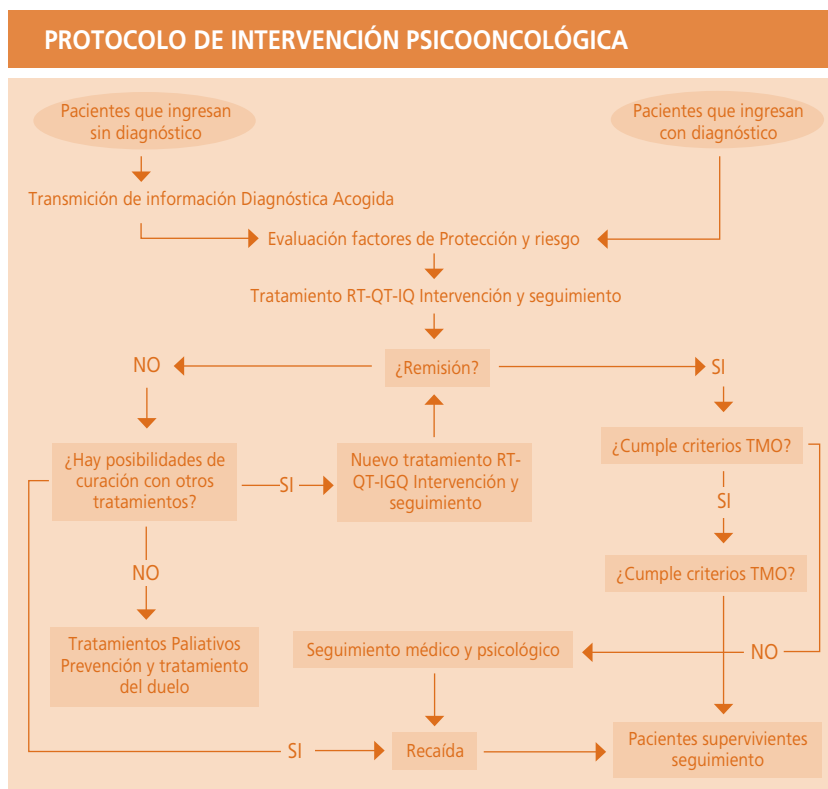 PROTOCOLO DE INTERVENCIÓN PSICOONCOLÓGICA
Pacientes que ingresan
sin diagnóstico
Pacientes que ingresan
con diagnóstico
Transmición de información Diagnóstica Acogida
Evaluación factores de Protección y riesgo
Tratamiento RT-QT-IQ Intervención y seguimiento
NO
¿Remisión?
SI
¿Hay posibilidades de
curación con otros
tratamientos?
SI
Nuevo tratamiento RT-
QT-IGQ Intervención y
seguimiento
¿Cumple criterios TMO?
SI
NO
¿Cumple criterios TMO?
Tratamientos Paliativos
Prevención y tratamiento
del duelo
Seguimiento médico y psicológico
NO
SI
Recaída
Pacientes supervivientes
seguimiento